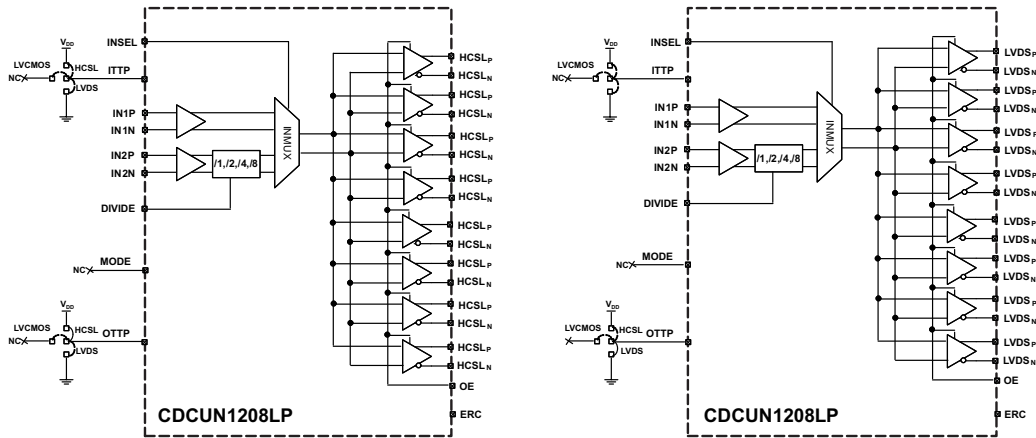 VDD
INSEL
LVCMOS
HCSL
NC
ITTP
LVDS
IN1P
IN1N
IN2P
IN2N
/1,/2,/4,/8
INMUX
DIVIDE
NC
MODE
VDD
LVCMOS
HCSL
NC
OTTP
LVDS
HCSLP
HCSLN
HCSLP
HCSLN
HCSLP
HCSLN
HCSLP
HCSLN
HCSLP
HCSLN
HCSLP
HCSLN
HCSLP
HCSLN
HCSLP
HCSLN
OE
ERC
CDCUN1208LP
VDD
INSEL
LVCMOS
NC
ITTP
IN1P
IN1N
IN2P
IN2N
/1,/2,/4,/8
INMUX
DIVIDE
NC
MODE
VDD
LVCMOS
HCSL
OTTP
LVDS
LVDSP
LVDSN
LVDSP
LVDSN
LVDSP
LVDSN
LVDSP
LVDSN
LVDSP
LVDSN
LVDSP
LVDSN
LVDSP
LVDSN
LVDSP
LVDSN
OE
ERC
CDCUN1208LP